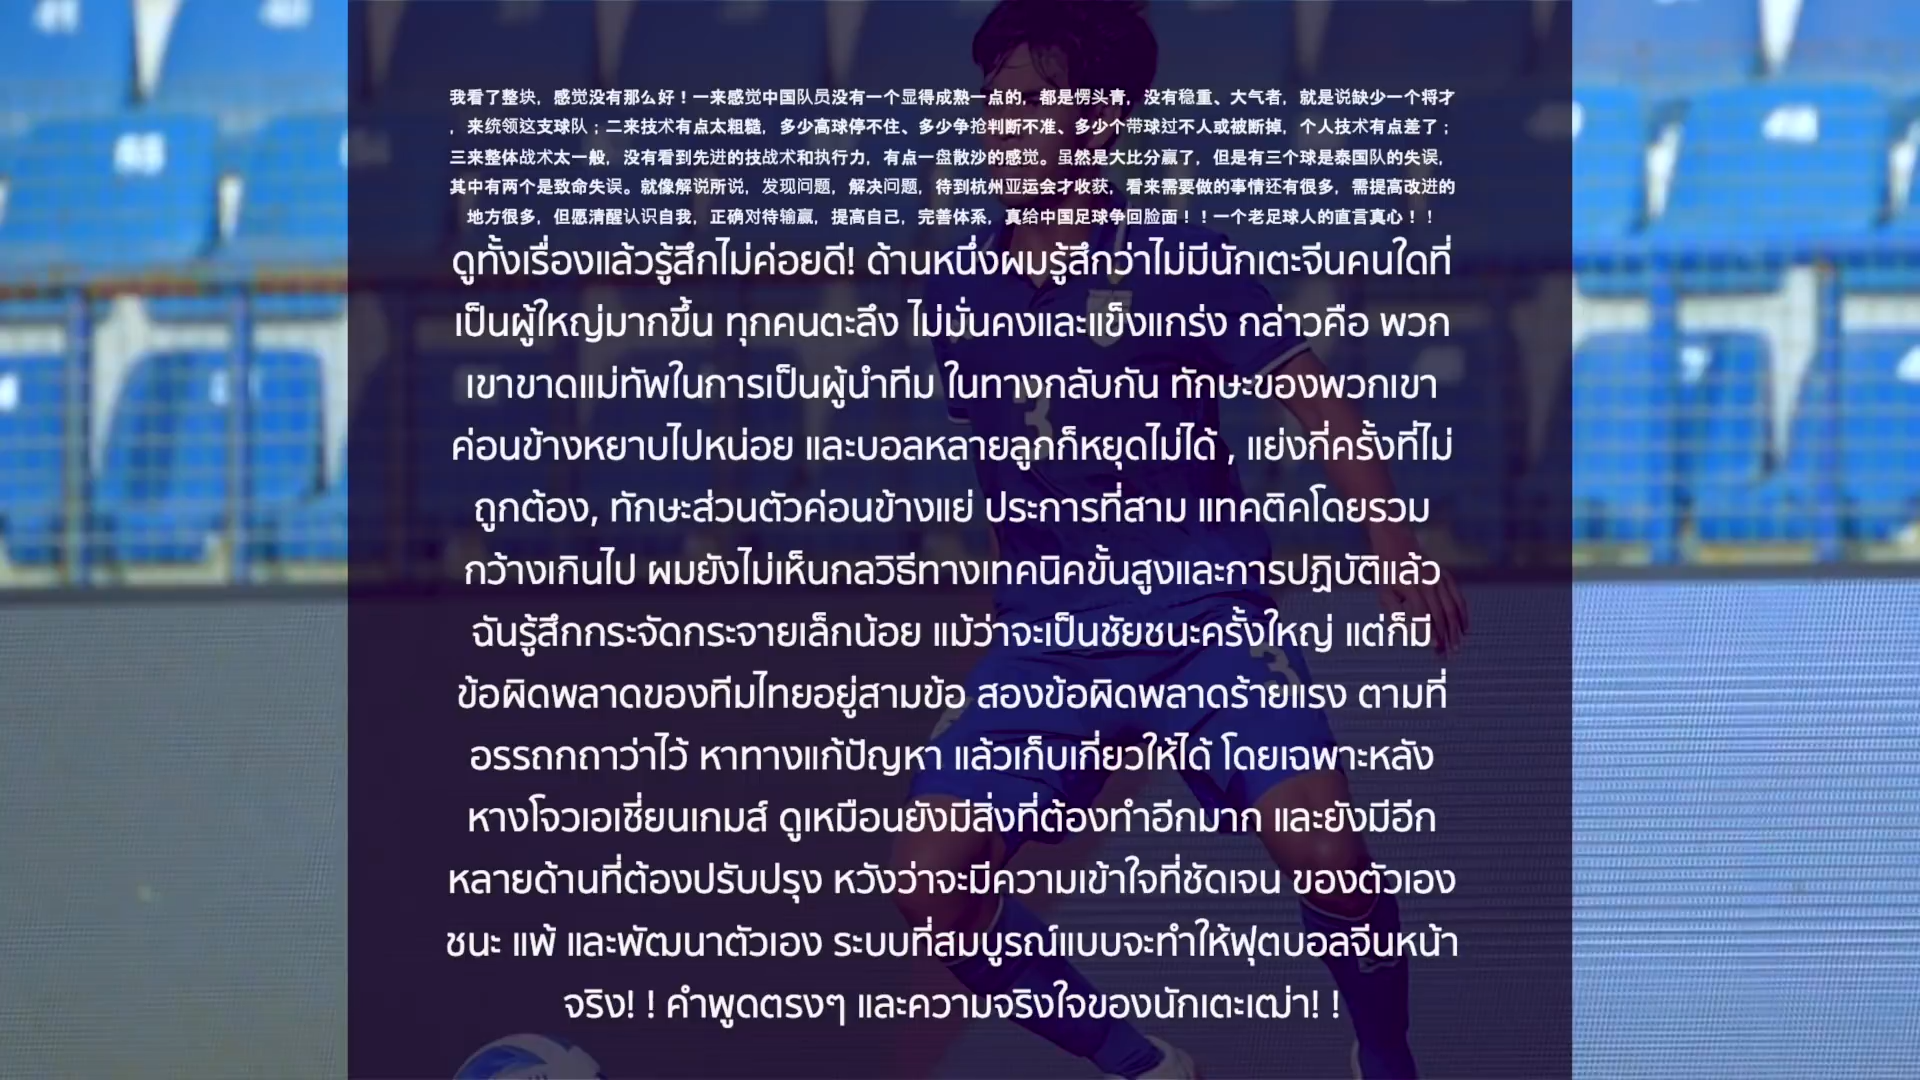 我看了整块，感觉没有那么好！一来感觉中国队员没有一个显得成熟一点的，都是愣头青，没有稳重、大气者，就是说缺少一个将才
，来统领这支球队；二来技术有点太粗糙，多少高球停不住、多少争抢判断不准、多少个带球过不人或被断掉，个人技术有点差了；
三来整体战术太一般，没有看到先进的技战术和执行力，有点一盘散沙的感觉。虽然是大比分赢了，但是有三个球是泰国队的失误，
其中有两个是致命失误。就像解说所说，发现问题，解决问题，待到杭州亚运会才收获，看来需要做的事情还有很多，需提高改进的
地方很多，但愿清醒认识自我，正确对待输赢，提高自己，完善体系，真给中国足球争回脸面！！一个老足球人的直言真心！！
ดูทั้งเรื่องแล้วรู้สึกไม่ค่อยดี! ด้านหนึ่งผมรู้สึกว่าไม่มีนักเตะจีนคนใดที่
เป็นผู้ใหญ่มากขึ้น ทุกคนตะลึง ไม่มั่นคงและแข็งแกร่ง กล่าวคือ พวก
เขาขาดแม่ทัพในการเป็นผู้นำทีม ในทางกลับกัน ทักษะของพวกเขา
ค่อนข้างหยาบไปหน่อย และบอลหลายลูกก็หยุดไม่ได้ , แย่งกี่ครั้งที่ไม่
ถูกต้อง, ทักษะส่วนตัวค่อนข้างแย่ ประการที่สาม แทคติคโดยรวม
กว้างเกินไป ผมยังไม่เห็นกลวิธีทางเทคนิคขั้นสูงและการปฏิบัติแล้ว
ฉันรู้สึกกระจัดกระจายเล็กน้อย แม้ว่าจะเป็นชัยชนะครั้งใหญ่ แต่ก็มี
ข้อผิดพลาดของทีมไทยอยู่สามข้อ สองข้อผิดพลาดร้ายแรง ตามที่
อรรถกถาว่าไว้ หาทางแก้ปัญหา แล้วเก็บเกี่ยวให้ได้ โดยเฉพาะหลัง
หางโจวเอเชี่ยนเกมส์ ดูเหมือนยังมีสิ่งที่ต้องทำอีกมาก และยังมีอีก
หลายด้านที่ต้องปรับปรุง หวังว่าจะมีความเข้าใจที่ชัดเจน ของตัวเอง
ชนะ แพ้ และพัฒนาตัวเอง ระบบที่สมบูรณ์แบบจะทำให้ฟุตบอลจีนหน้า
จริง! ! คำพูดตรงๆ และความจริงใจของนักเตะเฒ่า! !